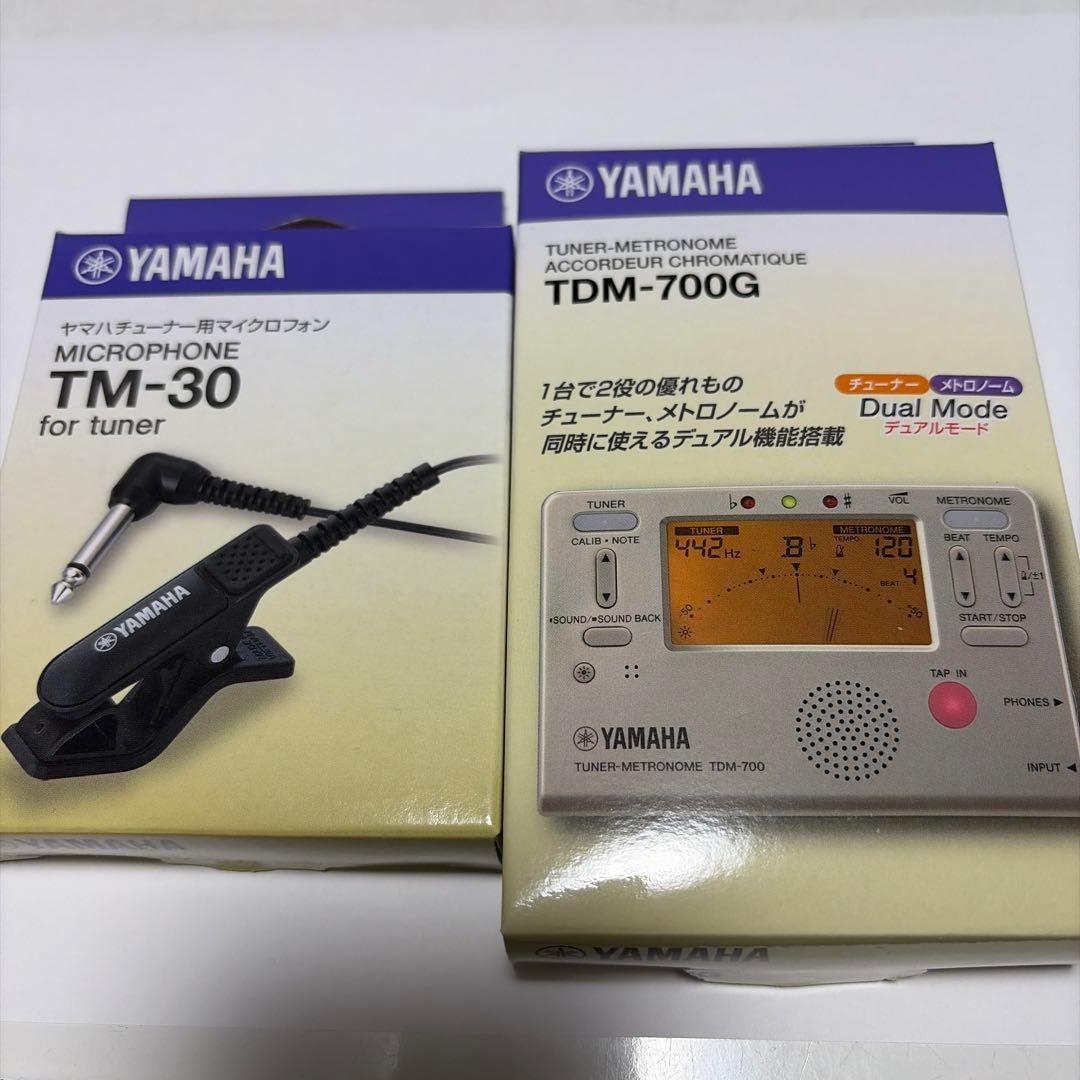 YAMAHA
ヤマハチューナー用マイクロフォン
MICROPHONE
TM-30
for tuner
YAMAHA
YAMAHA
TUNER-METRONOME
ACCORDEUR CHROMATIQUE
TDM-700G
1台で2役の優れもの
チューナー、メトロノームが
同時に使えるデュアル機能搭載
チューナー メトロノーム
Dual Mode
デュアルモード
TUNER ♭ ♯ VOL METRONOME
CALIB • NOTE BEAT TEMPO
TUNER METRONOME
442 Hz B♭ TEMPO 120
BEAT 4
-50 50
/±1
SOUND/■SOUND BACK START/STOP
TAP IN
PHONES ▶
INPUT ◀
YAMAHA
TUNER-METRONOME TDM-700
YAMAHA